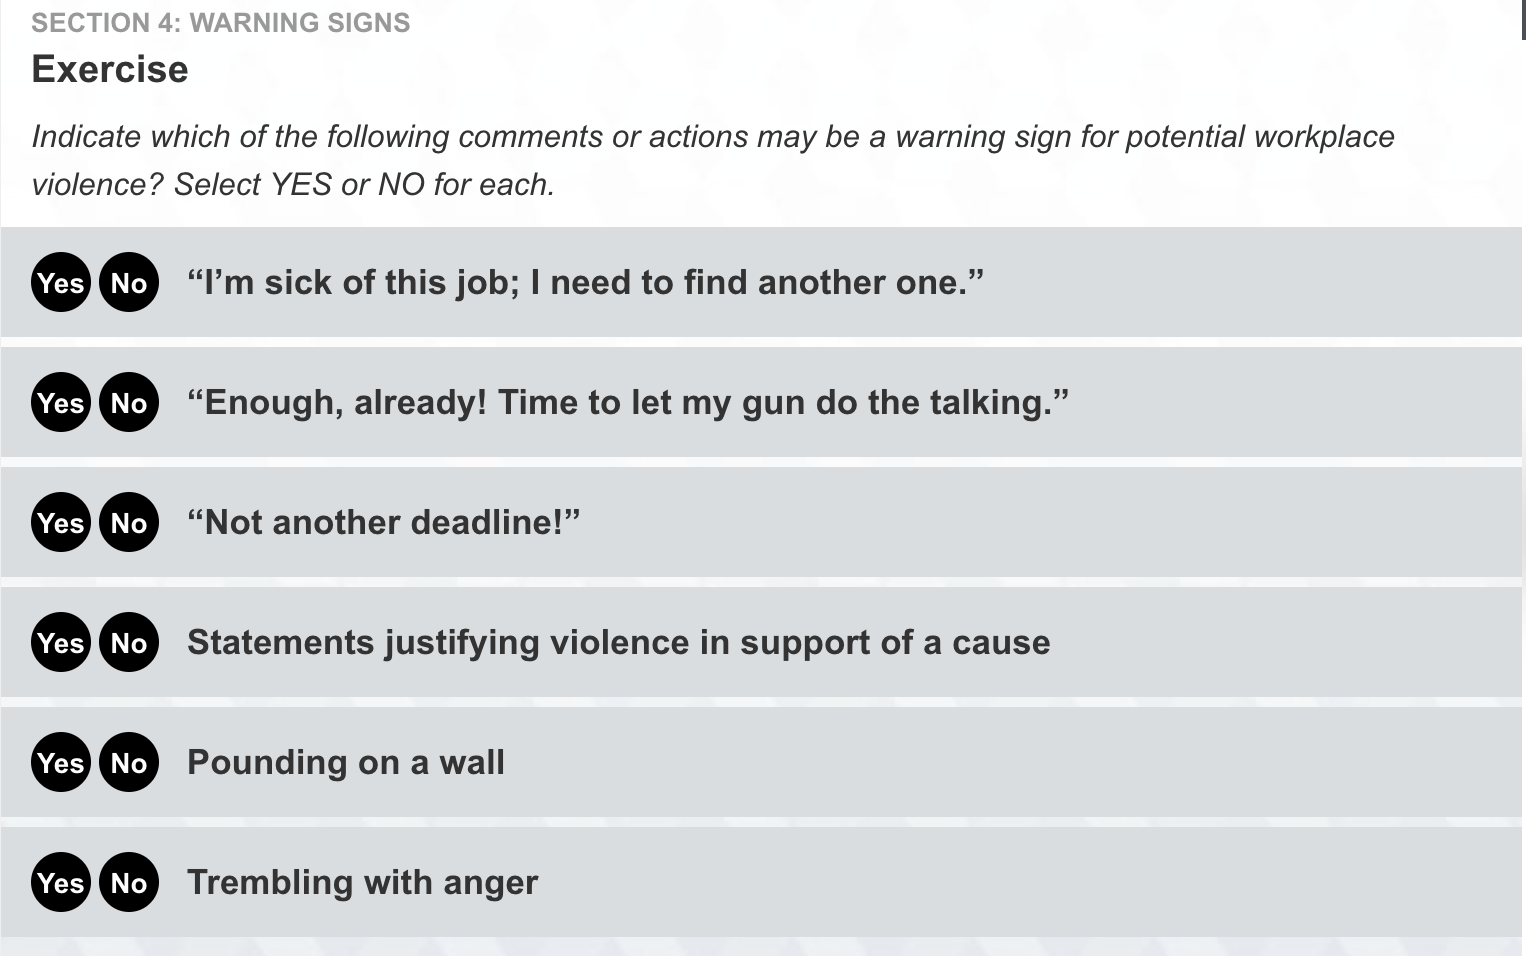 SECTION 4: WARNING SIGNS
Exercise
Indicate which of the following comments or actions may be a warning sign for potential workplace
violence? Select YES or NO for each.
Yes No “I’m sick of this job; I need to find another one.”
Yes No “Enough, already! Time to let my gun do the talking.”
Yes No “Not another deadline!”
Yes No Statements justifying violence in support of a cause
Yes No Pounding on a wall
Yes No Trembling with anger